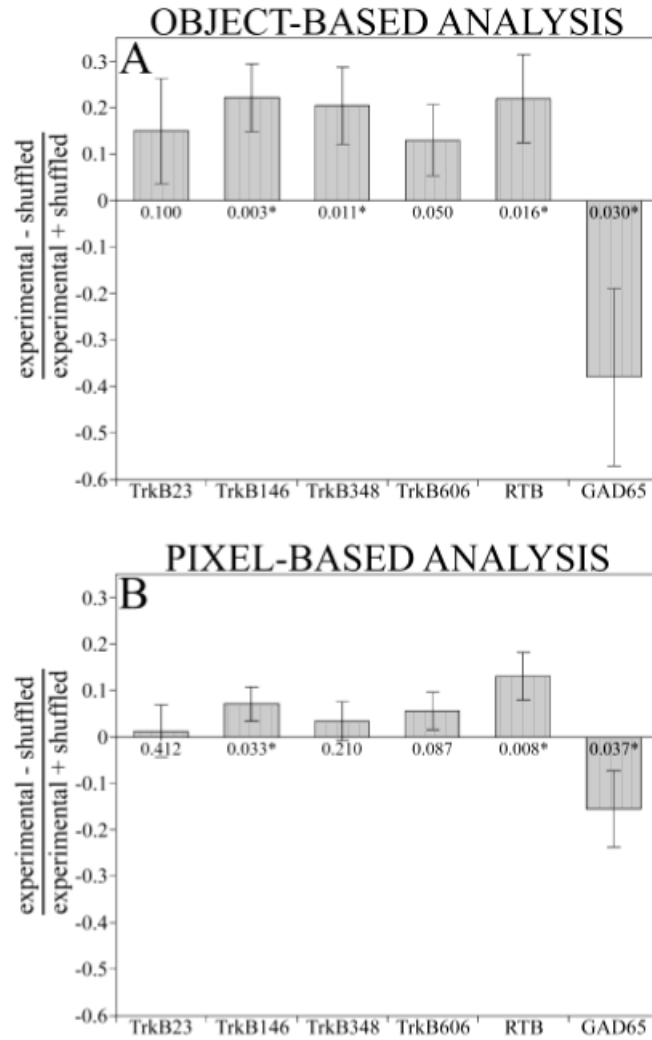 OBJECT-BASED ANALYSIS
A
experimental - shuffled
experimental + shuffled
0.3
0.2
0.1
0
-0.1
-0.2
-0.3
-0.4
-0.5
-0.6
0.100 0.003* 0.011* 0.050 0.016* 0.030*
TrkB23 TrkB146 TrkB348 TrkB606 RTB GAD65
PIXEL-BASED ANALYSIS
B
experimental - shuffled
experimental + shuffled
0.3
0.2
0.1
0
-0.1
-0.2
-0.3
-0.4
-0.5
-0.6
0.412 0.033* 0.210 0.087 0.008* 0.037*
TrkB23 TrkB146 TrkB348 TrkB606 RTB GAD65